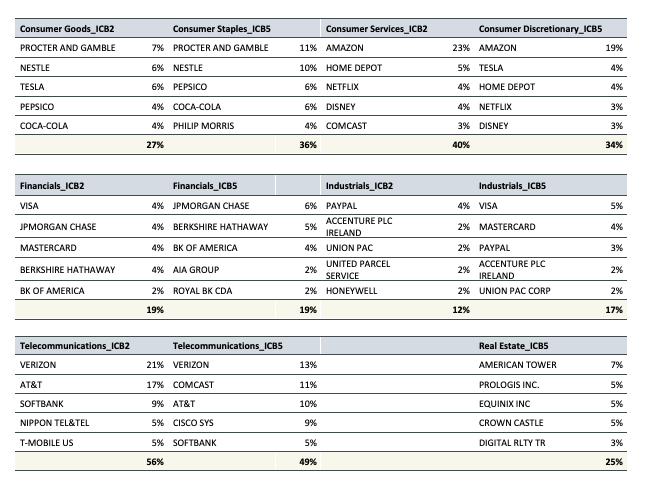 Consumer Goods_ICB2 Consumer Staples_ICB5 Consumer Services_ICB2 Consumer Discretionary_ICB5
PROCTER AND GAMBLE 7% PROCTER AND GAMBLE 11% AMAZON 23% AMAZON 19%
NESTLE 6% NESTLE 10% HOME DEPOT 5% TESLA 4%
TESLA 6% PEPSICO 6% NETFLIX 4% HOME DEPOT 4%
PEPSICO 4% COCA-COLA 6% DISNEY 4% NETFLIX 3%
COCA-COLA 4% PHILIP MORRIS 4% COMCAST 3% DISNEY 3%
27% 36% 40% 34%
Financials_ICB2 Financials_ICB5 Industrials_ICB2 Industrials_ICB5
VISA 4% JPMORGAN CHASE 6% PAYPAL 4% VISA 5%
JPMORGAN CHASE 4% BERKSHIRE HATHAWAY 5% ACCENTURE PLC IRELAND 2% MASTERCARD 4%
MASTERCARD 4% BK OF AMERICA 4% UNION PAC 2% PAYPAL 3%
BERKSHIRE HATHAWAY 4% AIA GROUP 2% UNITED PARCEL SERVICE 2% ACCENTURE PLC IRELAND 2%
BK OF AMERICA 2% ROYAL BK CDA 2% HONEYWELL 2% UNION PAC CORP 2%
19% 19% 12% 17%
Telecommunications_ICB2 Telecommunications_ICB5 Real Estate_ICB5
VERIZON 21% VERIZON 13% AMERICAN TOWER 7%
AT&T 17% COMCAST 11% PROLOGIS INC. 5%
SOFTBANK 9% AT&T 10% EQUINIX INC 5%
NIPPON TEL&TEL 5% CISCO SYS 9% CROWN CASTLE 5%
T-MOBILE US 5% SOFTBANK 5% DIGITAL RLTY TR 3%
56% 49% 25%